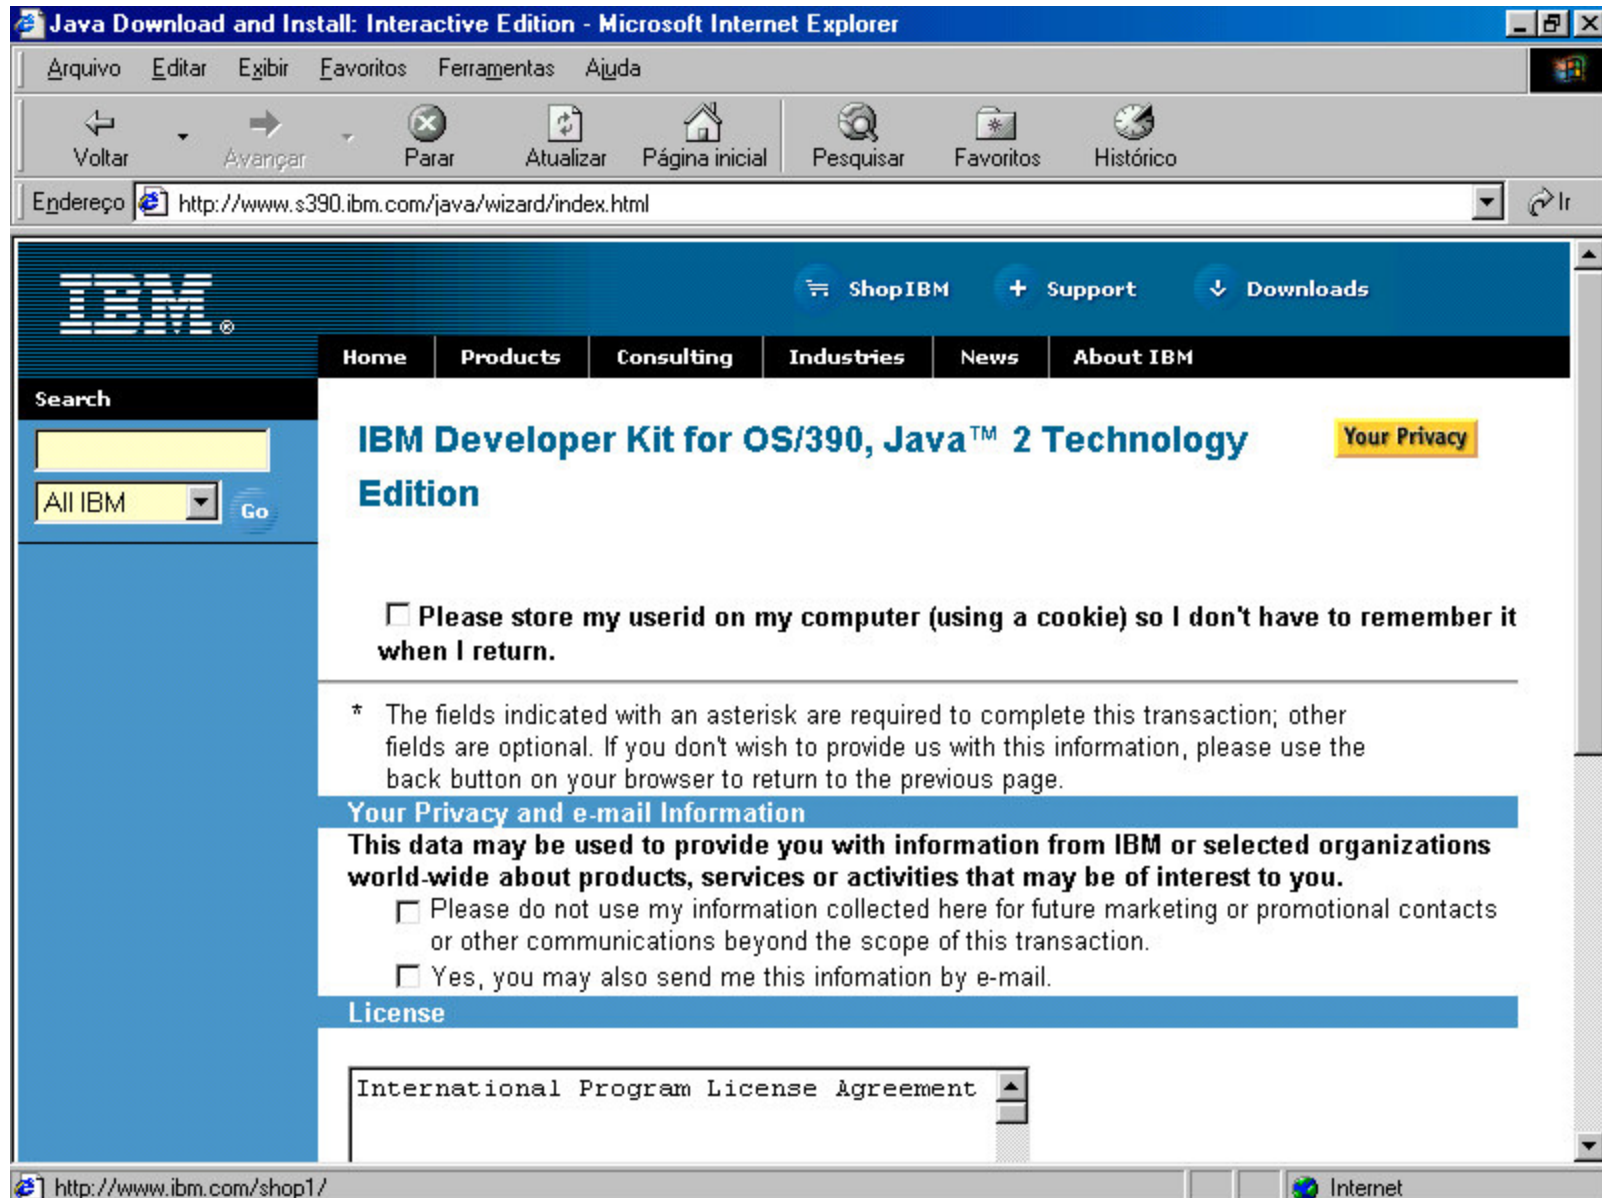 Java Download and Install: Interactive Edition - Microsoft Internet Explorer
Arquivo Editar Exibir Favoritos Ferramentas Ajuda
Voltar Avançar Parar Atualizar Página inicial Pesquisar Favoritos Histórico
Endereço http://www.s390.ibm.com/java/wizard/index.html Ir
IBM®
ShopIBM + Support Downloads
Home Products Consulting Industries News About IBM
Search
All IBM Go
IBM Developer Kit for OS/390, Java™ 2 Technology
Edition
Your Privacy
Please store my userid on my computer (using a cookie) so I don't have to remember it
when I return.
* The fields indicated with an asterisk are required to complete this transaction; other
fields are optional. If you don't wish to provide us with this information, please use the
back button on your browser to return to the previous page.
Your Privacy and e-mail Information
This data may be used to provide you with information from IBM or selected organizations
world-wide about products, services or activities that may be of interest to you.
Please do not use my information collected here for future marketing or promotional contacts
or other communications beyond the scope of this transaction.
Yes, you may also send me this infomation by e-mail.
License
International Program License Agreement
http://www.ibm.com/shop1/ Internet